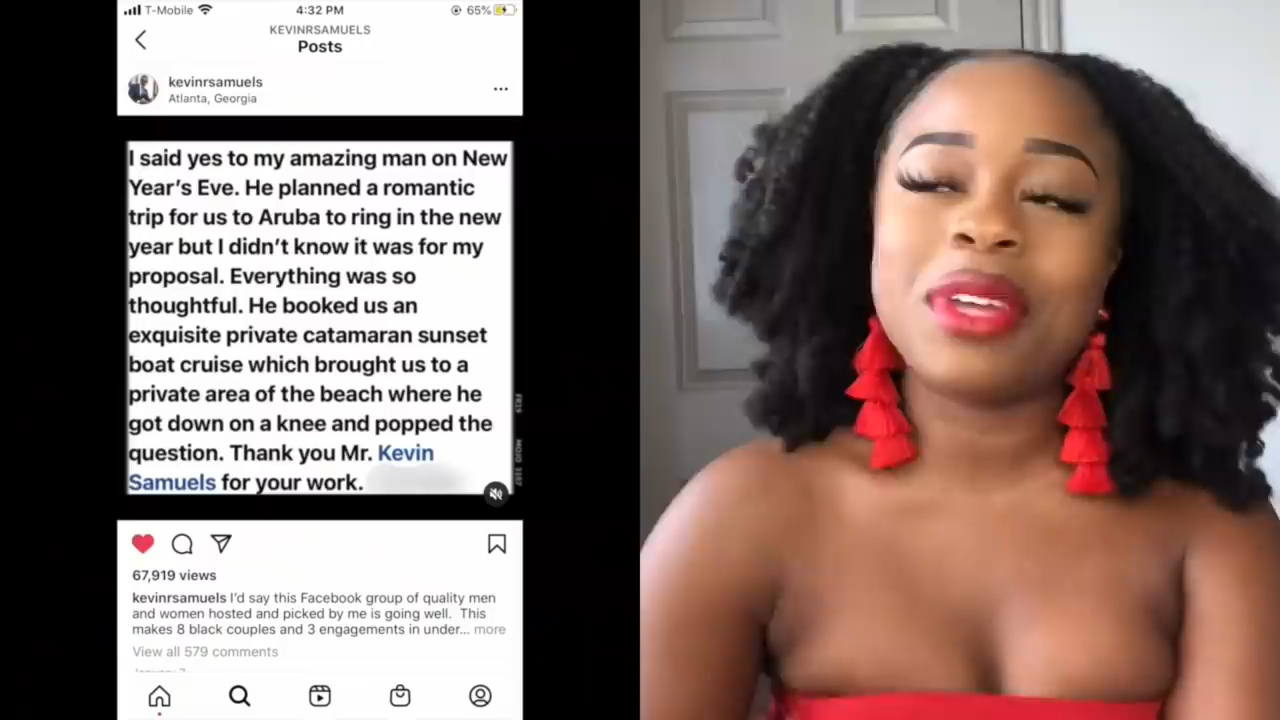 T-Mobile 4:32 PM 65%
KEVINRSAMUELS
Posts
kevinrsamuels
Atlanta, Georgia
I said yes to my amazing man on New
Year's Eve. He planned a romantic
trip for us to Aruba to ring in the new
year but I didn't know it was for my
proposal. Everything was so
thoughtful. He booked us an
exquisite private catamaran sunset
boat cruise which brought us to a
private area of the beach where he
got down on a knee and popped the
question. Thank you Mr. Kevin
Samuels for your work.
67,919 views
kevinrsamuels I'd say this Facebook group of quality men
and women hosted and picked by me is going well. This
makes 8 black couples and 3 engagements in under... more
View all 579 comments